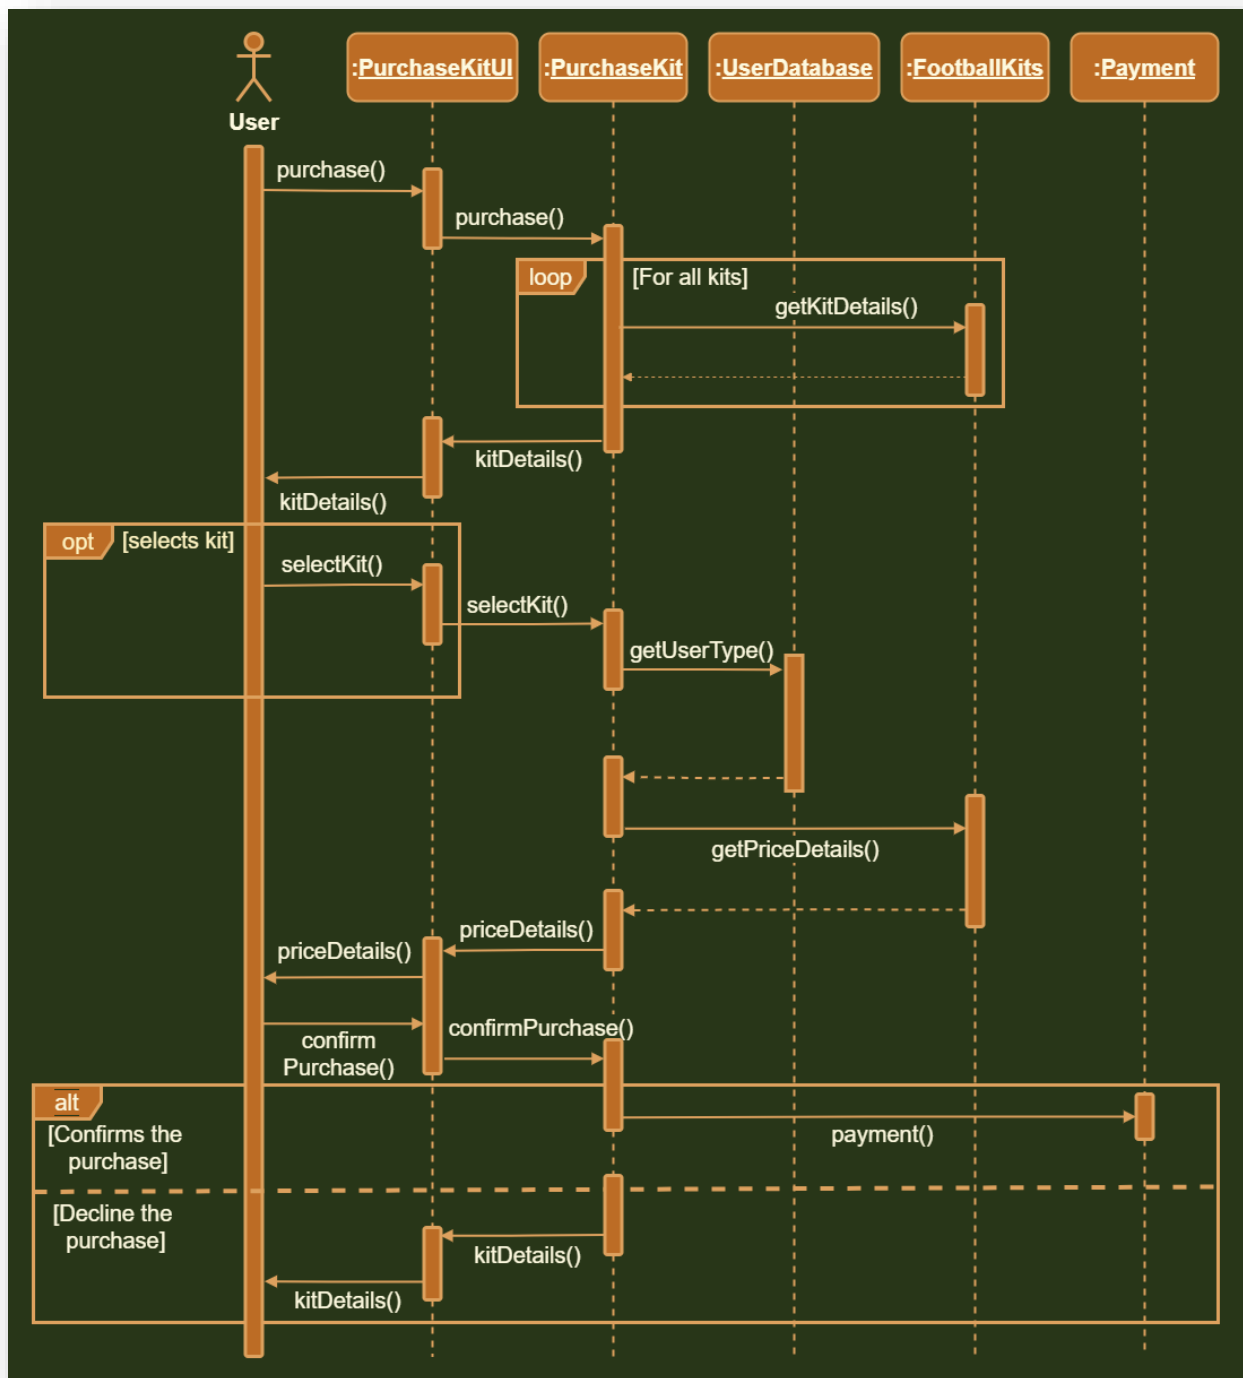 :PurchaseKitUI
:PurchaseKit
:UserDatabase
:FootballKits
:Payment
User
purchase()
purchase()
loop
[For all kits]
getKitDetails()
kitDetails()
kitDetails()
opt
[selects kit]
selectKit()
selectKit()
getUserType()
getPriceDetails()
priceDetails()
priceDetails()
confirmPurchase()
confirm
Purchase()
alt
[Confirms the
purchase]
payment()
[Decline the
purchase]
kitDetails()
kitDetails()